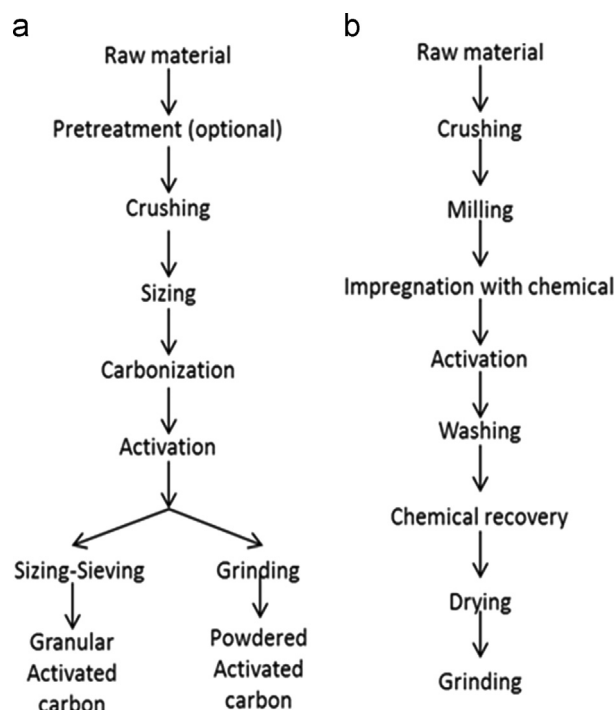 a
Raw material
Pretreatment (optional)
Crushing
Sizing
Carbonization
Activation
Sizing-Sieving
Granular
Activated
carbon
Grinding
Powdered
Activated
carbon
b
Raw material
Crushing
Milling
Impregnation with chemical
Activation
Washing
Chemical recovery
Drying
Grinding